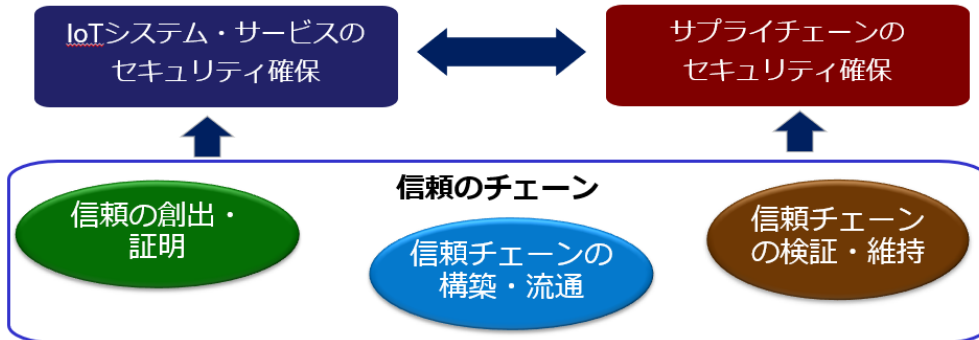 IoTシステム・サービスの
セキュリティ確保
サプライチェーンの
セキュリティ確保
信頼のチェーン
信頼の創出・
証明
信頼チェーンの
構築・流通
信頼チェーン
の検証・維持